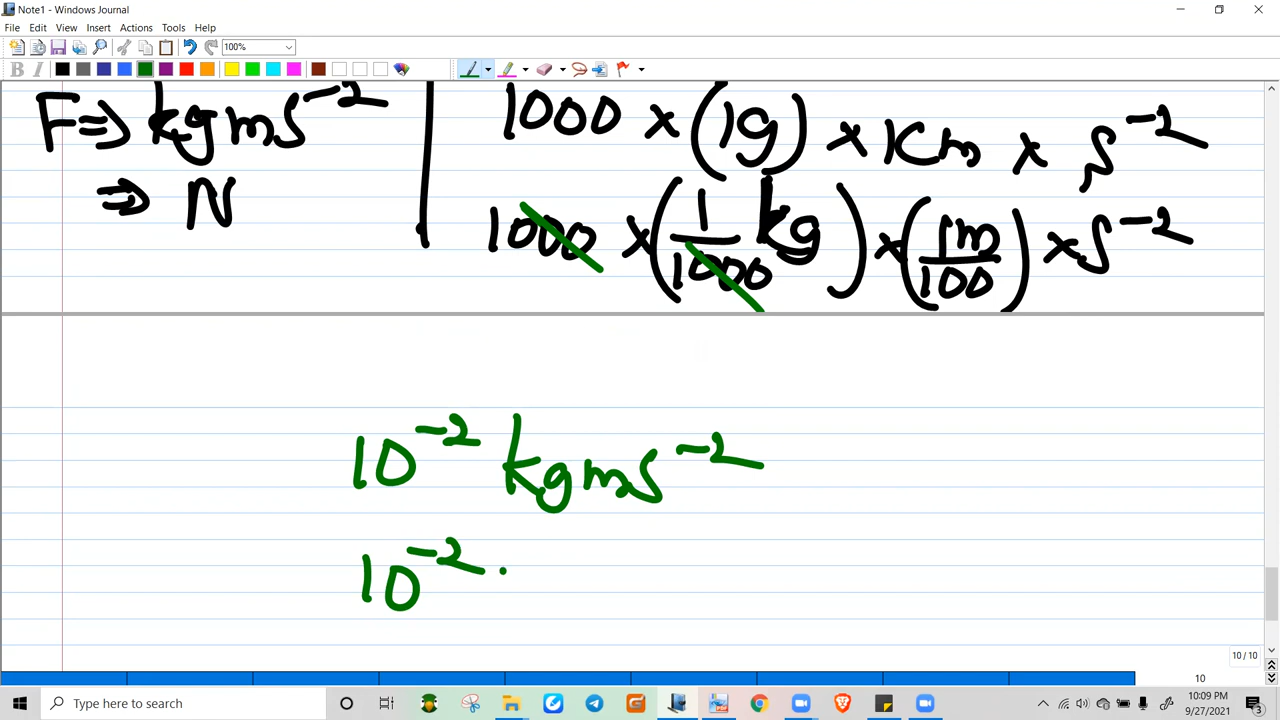 Note1 - Windows Journal
File Edit View Insert Actions Tools Help
100%
B I
F⇒ kgms⁻²
⇒ N
1000 × (1g) × 1cm × s⁻²
1000 × (1/1000 kg) × (1m/100) × s⁻²
10⁻² kgms⁻²
10⁻² .
10 / 10
10
Type here to search
10:09 PM
9/27/2021
3